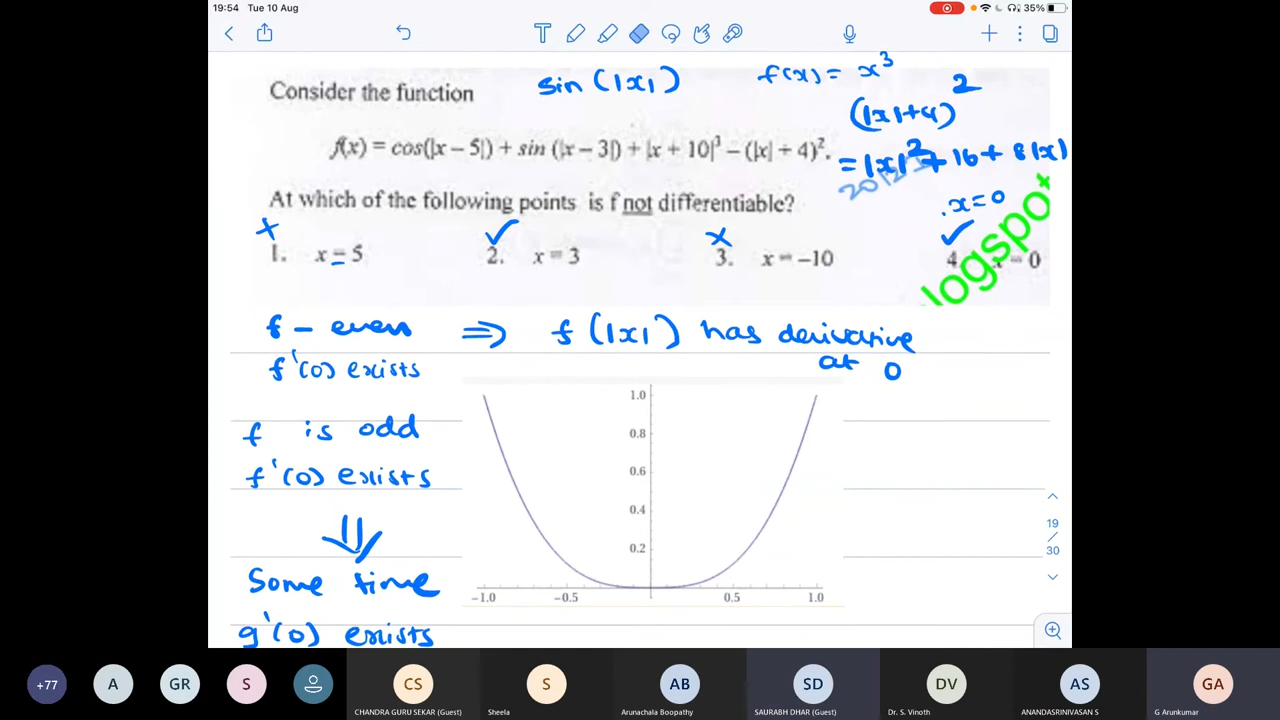 19:54 Tue 10 Aug
35%
Consider the function
sin (|x|)
f(x) = x³
(|x|+4)²
f(x) = cos(|x − 5|) + sin (|x − 3|) + |x + 10|³ − (|x| + 4)².
= |x|² + 16 + 8|x|
At which of the following points is f not differentiable?
x=0
1. x = 5
2. x = 3
3. x = −10
4. x = 0
logspot
f - even ⇒ f (|x|) has derivative
f'(0) exists
at 0
f is odd
f'(0) exists
⇓
Some time
g'(0) exists
1.0
0.8
0.6
0.4
0.2
−1.0 −0.5 0.5 1.0
19
/
30
+77 A GR S CS S AB SD DV AS GA
CHANDRA GURU SEKAR (Guest) Sheela Arunachala Boopathy SAURABH DHAR (Guest) Dr. S. Vinoth ANANDASRINIVASAN S G Arunkumar